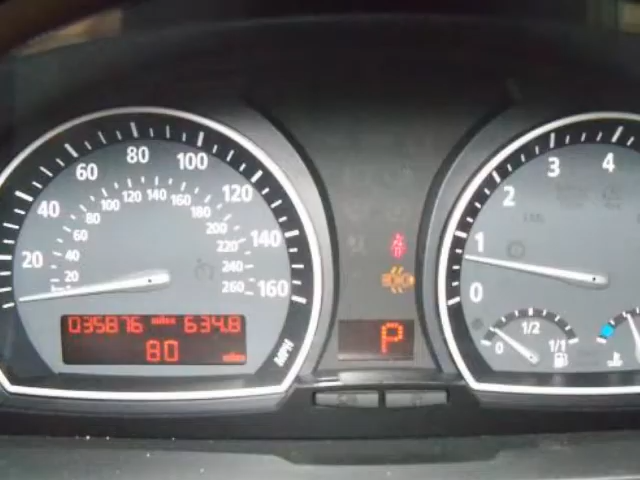 20 40 60 80 100 120 140 160
20 40 60 80 100 120 140 160 180 200 220 240 260
MPH
035876 miles 634.8
80 miles
P
0 1 2 3 4
0 1/2 1/1